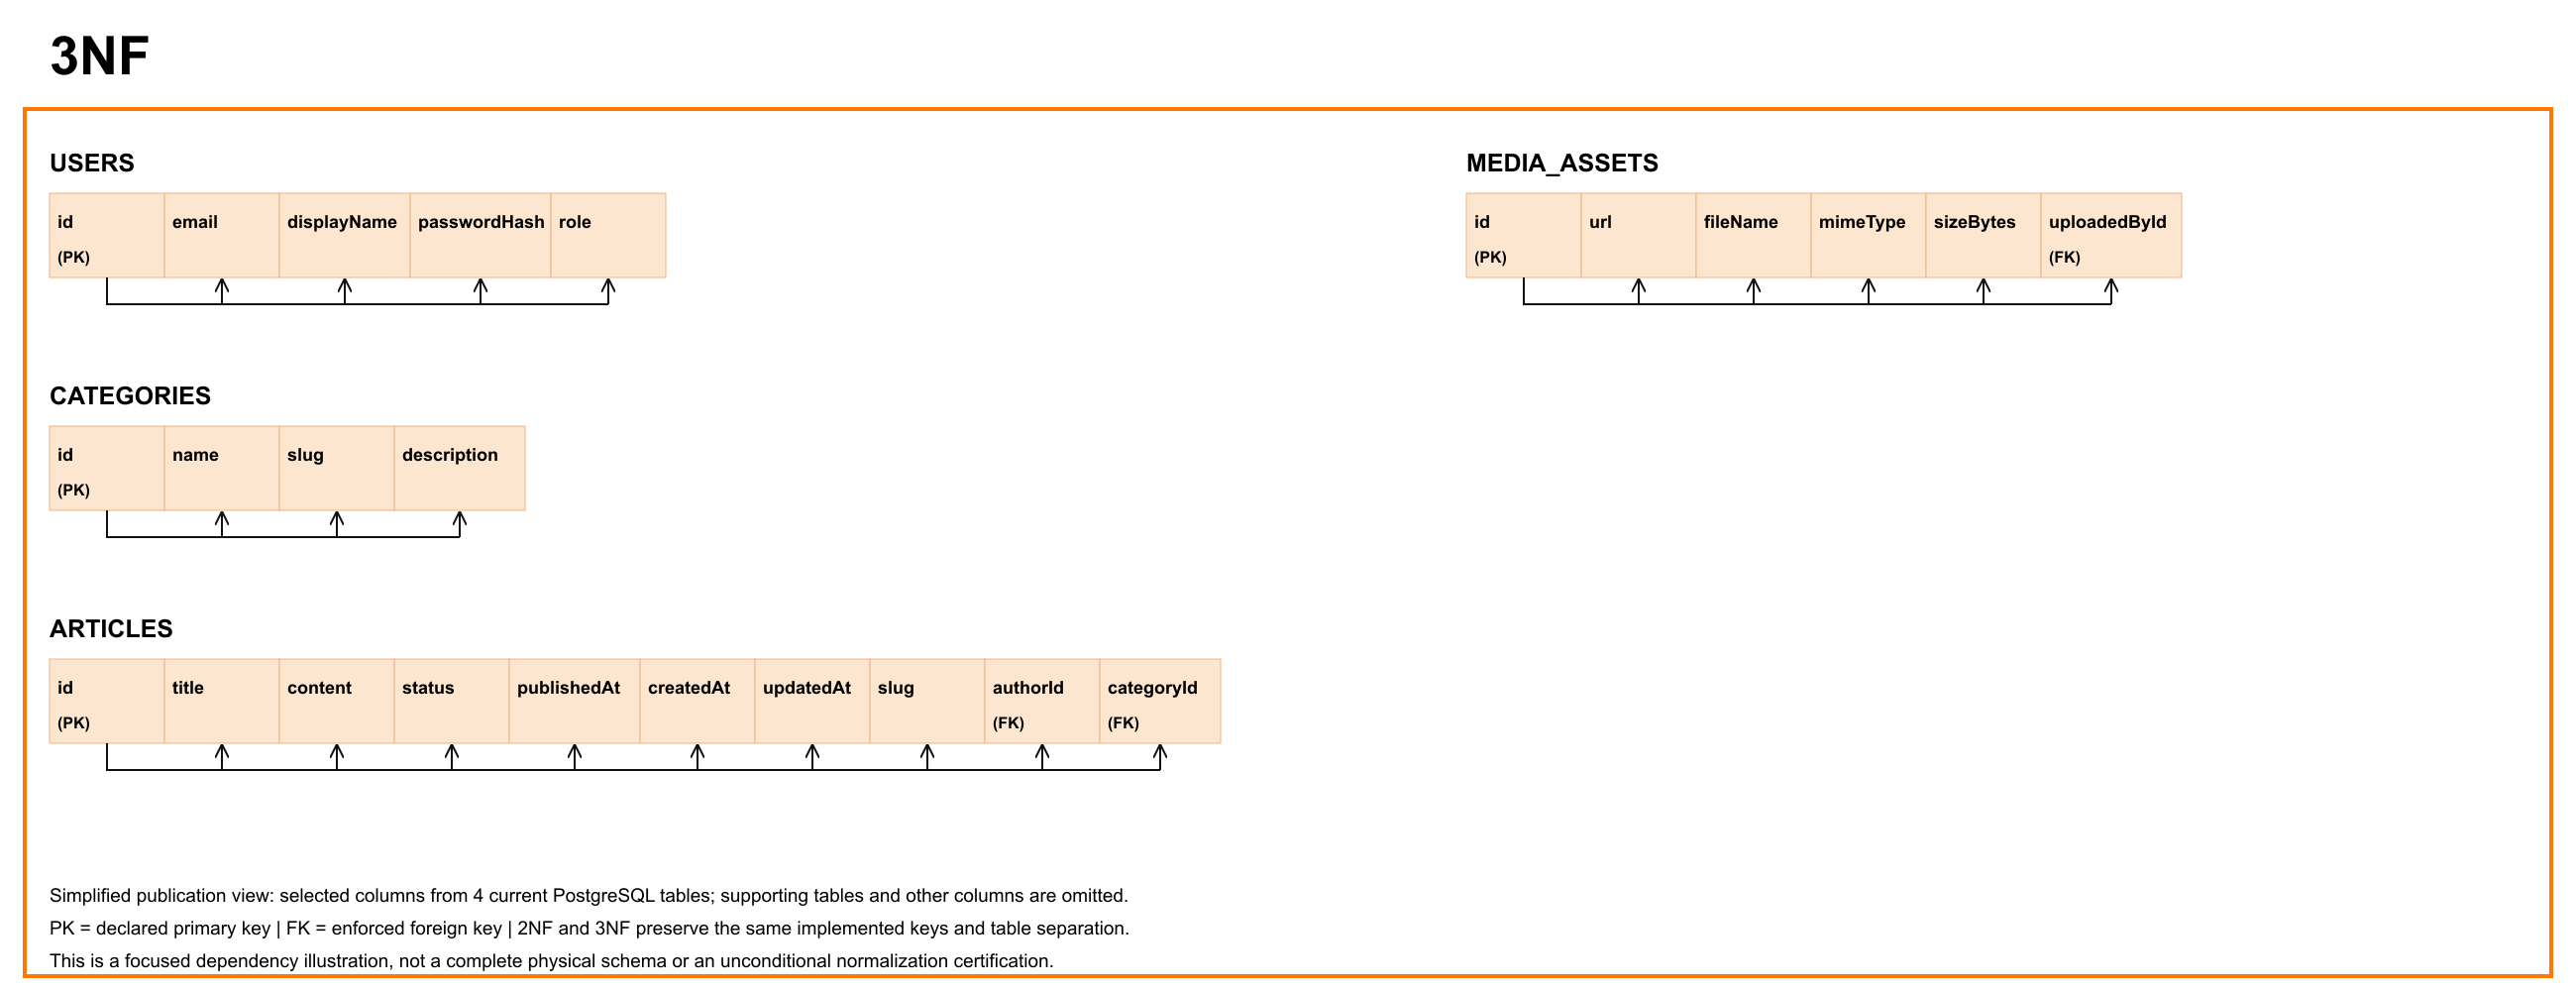 3NF
USERS
id email displayName passwordHash role
(PK)
MEDIA_ASSETS
id url fileName mimeType sizeBytes uploadedById
(PK) (FK)
CATEGORIES
id name slug description
(PK)
ARTICLES
id title content status publishedAt createdAt updatedAt slug authorId categoryId
(PK) (FK) (FK)
Simplified publication view: selected columns from 4 current PostgreSQL tables; supporting tables and other columns are omitted.
PK = declared primary key | FK = enforced foreign key | 2NF and 3NF preserve the same implemented keys and table separation.
This is a focused dependency illustration, not a complete physical schema or an unconditional normalization certification.